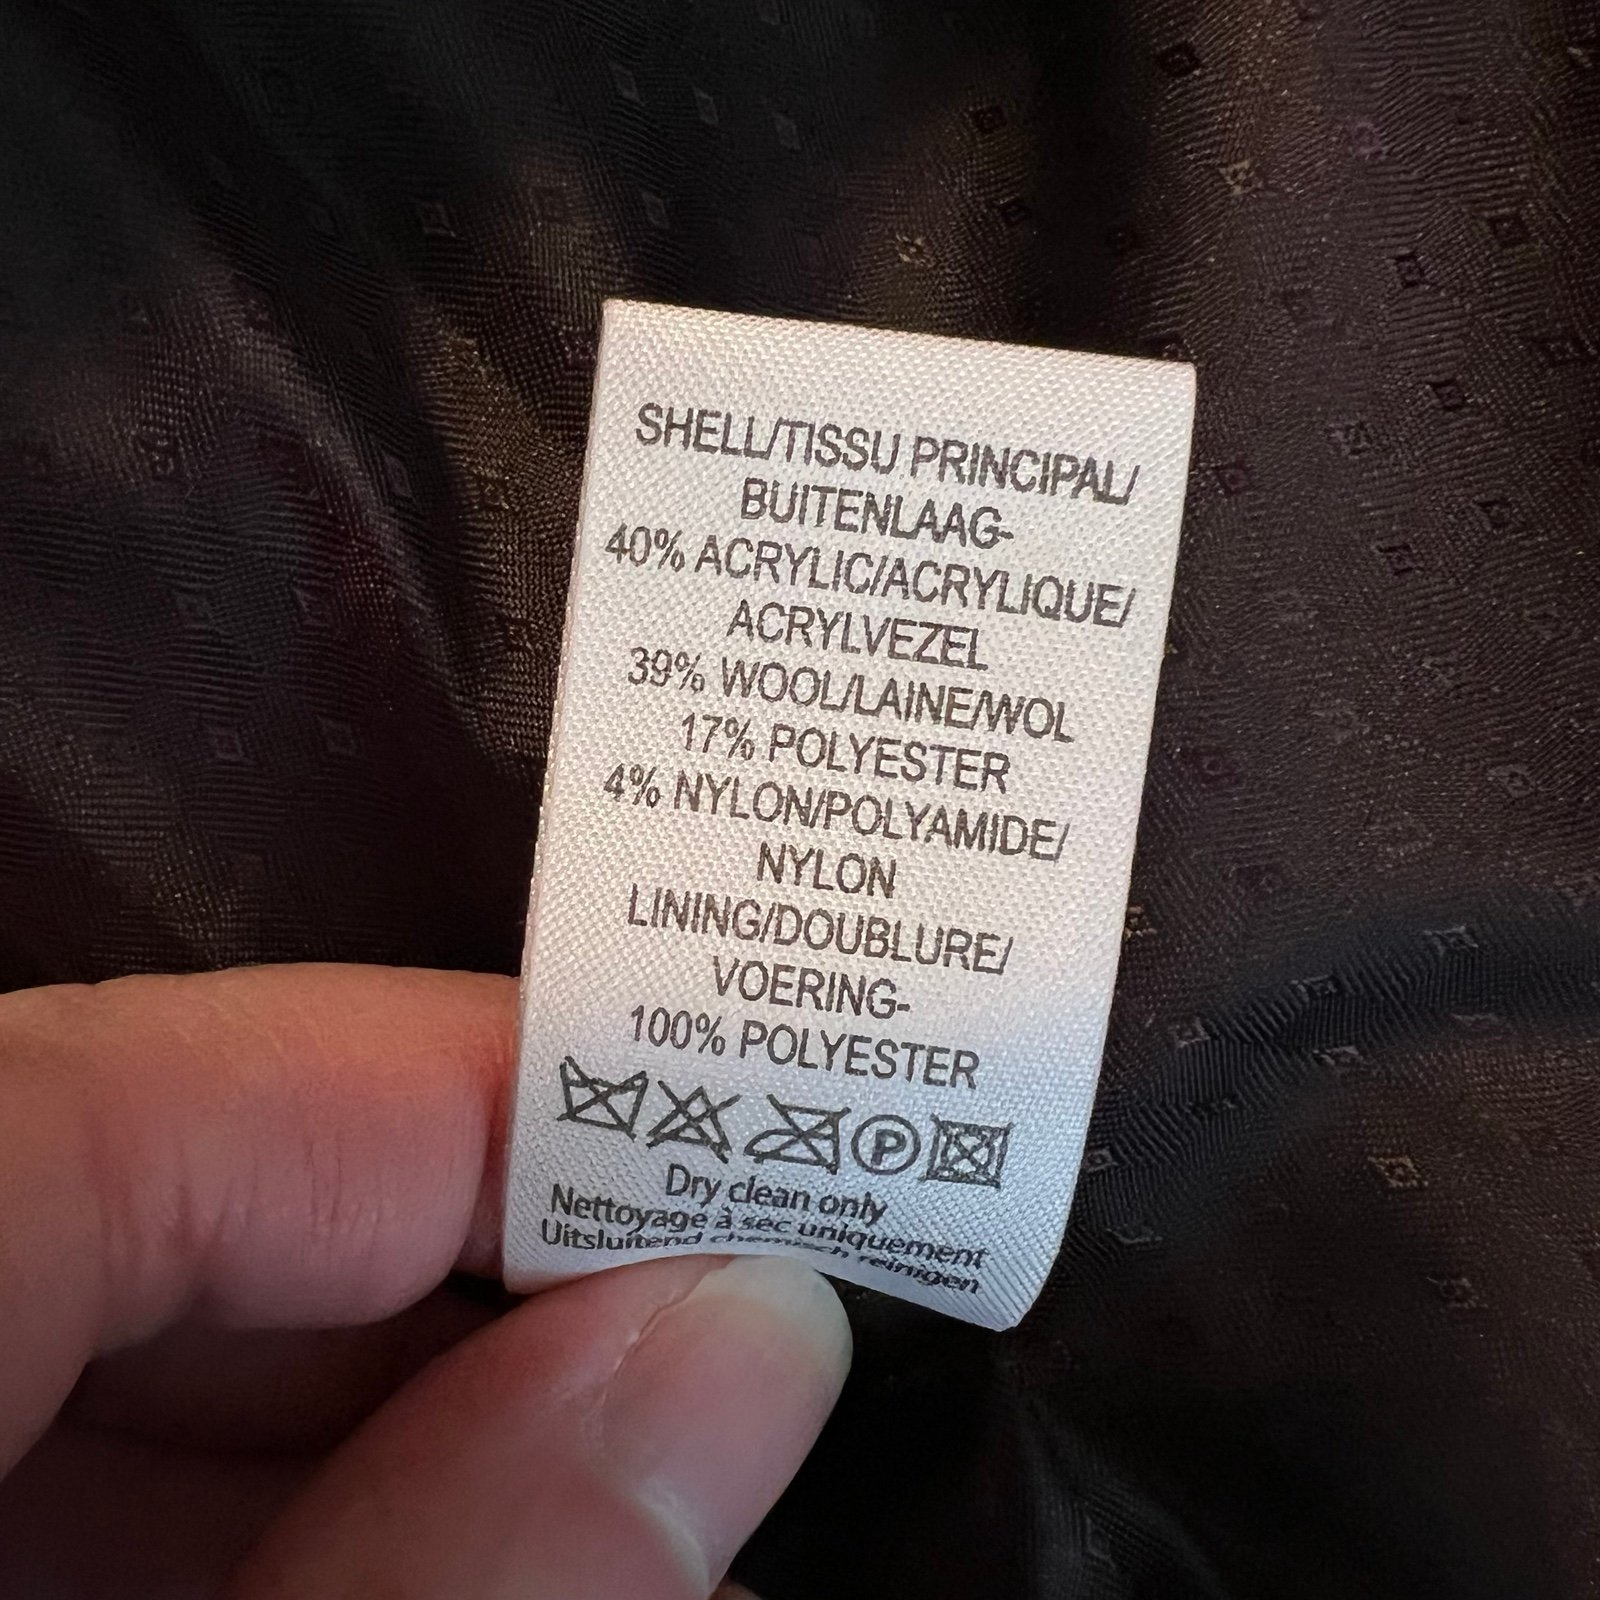 SHELL/TISSU PRINCIPAL/
BUITENLAAG-
40% ACRYLIC/ACRYLIQUE/
ACRYLVEZEL
39% WOOL/LAINE/WOL
17% POLYESTER
4% NYLON/POLYAMIDE/
NYLON
LINING/DOUBLURE/
VOERING-
100% POLYESTER
P
Dry clean only
Nettoyage à sec uniquement
Uitsluitend chemisch reinigen